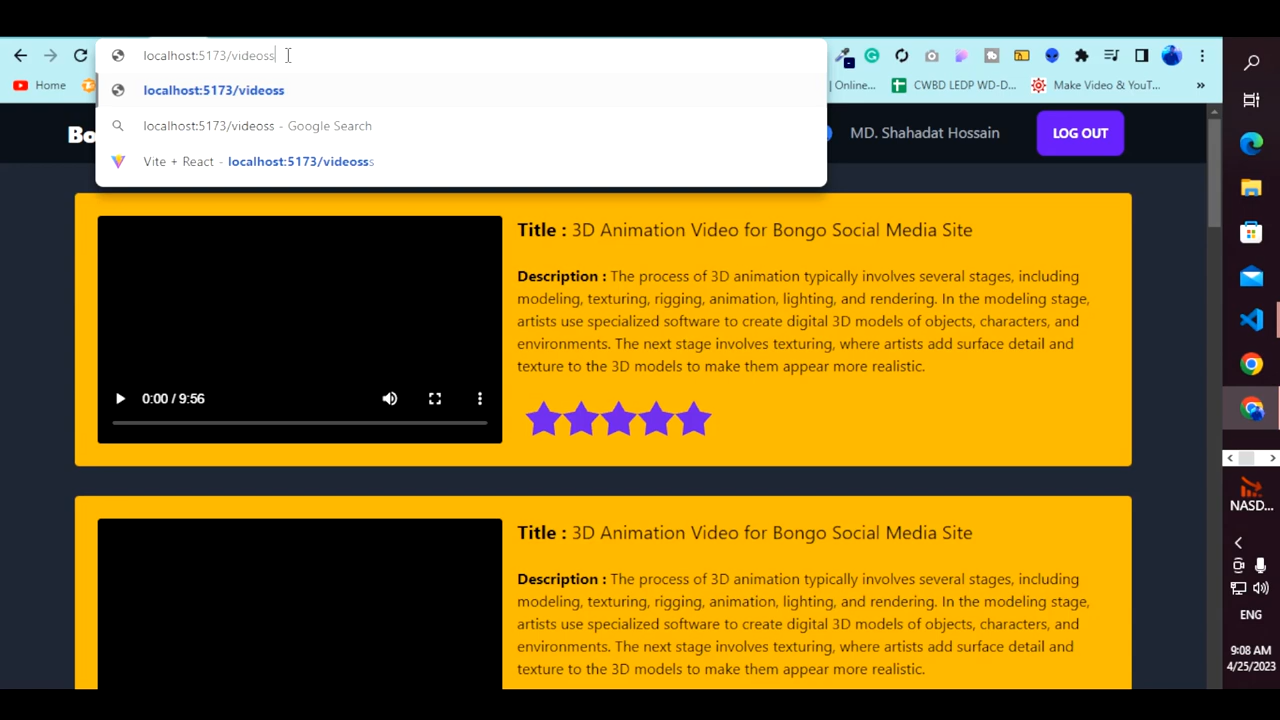 localhost:5173/videoss
localhost:5173/videoss
localhost:5173/videoss - Google Search
Vite + React - localhost:5173/videosss
Home
Online...
CWBD LEDP WD-D...
Make Video & YouT...
»
Bo
MD. Shahadat Hossain
LOG OUT
Title : 3D Animation Video for Bongo Social Media Site
Description : The process of 3D animation typically involves several stages, including
modeling, texturing, rigging, animation, lighting, and rendering. In the modeling stage,
artists use specialized software to create digital 3D models of objects, characters, and
environments. The next stage involves texturing, where artists add surface detail and
texture to the 3D models to make them appear more realistic.
0:00 / 9:56
Title : 3D Animation Video for Bongo Social Media Site
Description : The process of 3D animation typically involves several stages, including
modeling, texturing, rigging, animation, lighting, and rendering. In the modeling stage,
artists use specialized software to create digital 3D models of objects, characters, and
environments. The next stage involves texturing, where artists add surface detail and
texture to the 3D models to make them appear more realistic.
NASD...
ENG
9:08 AM
4/25/2023